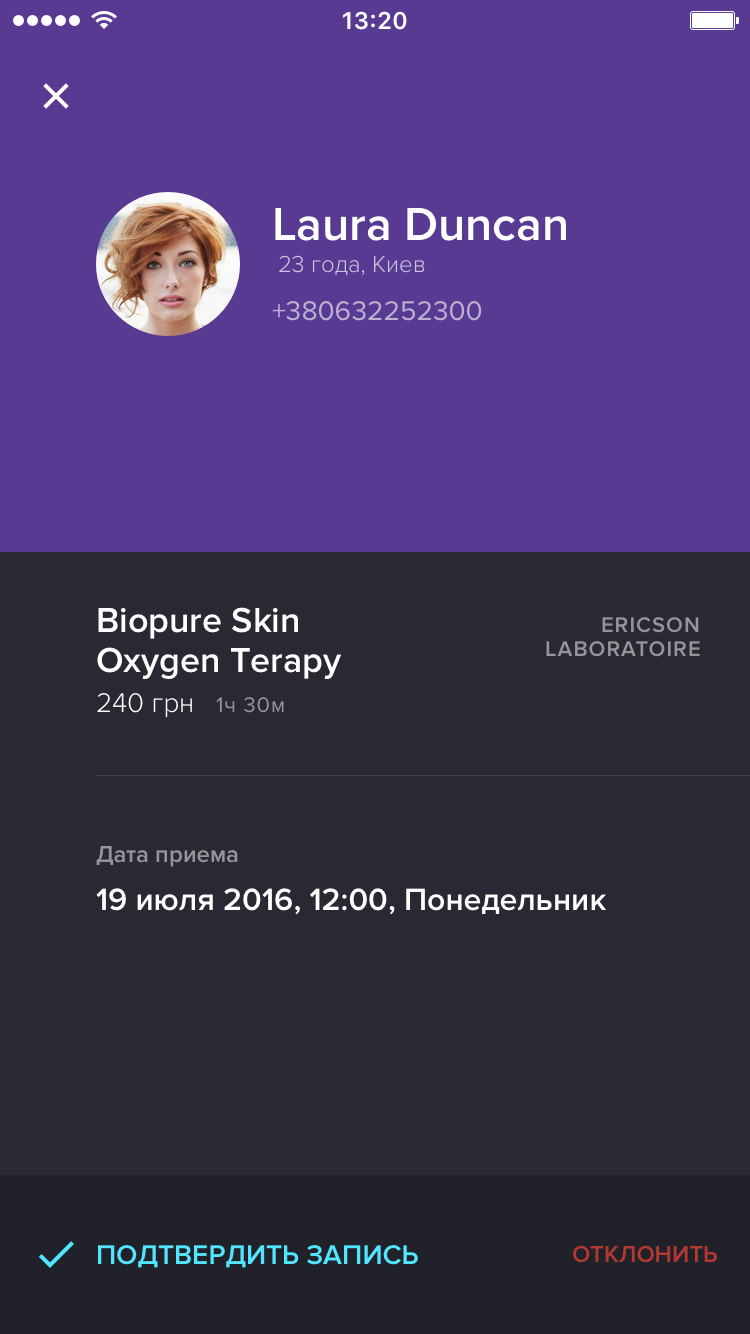 13:20
Laura Duncan
23 года, Киев
+380632252300
Biopure Skin
Oxygen Terapy
ERICSON
LABORATOIRE
240 грн 1ч 30м
Дата приема
19 июля 2016, 12:00, Понедельник
ПОДТВЕРДИТЬ ЗАПИСЬ
ОТКЛОНИТЬ